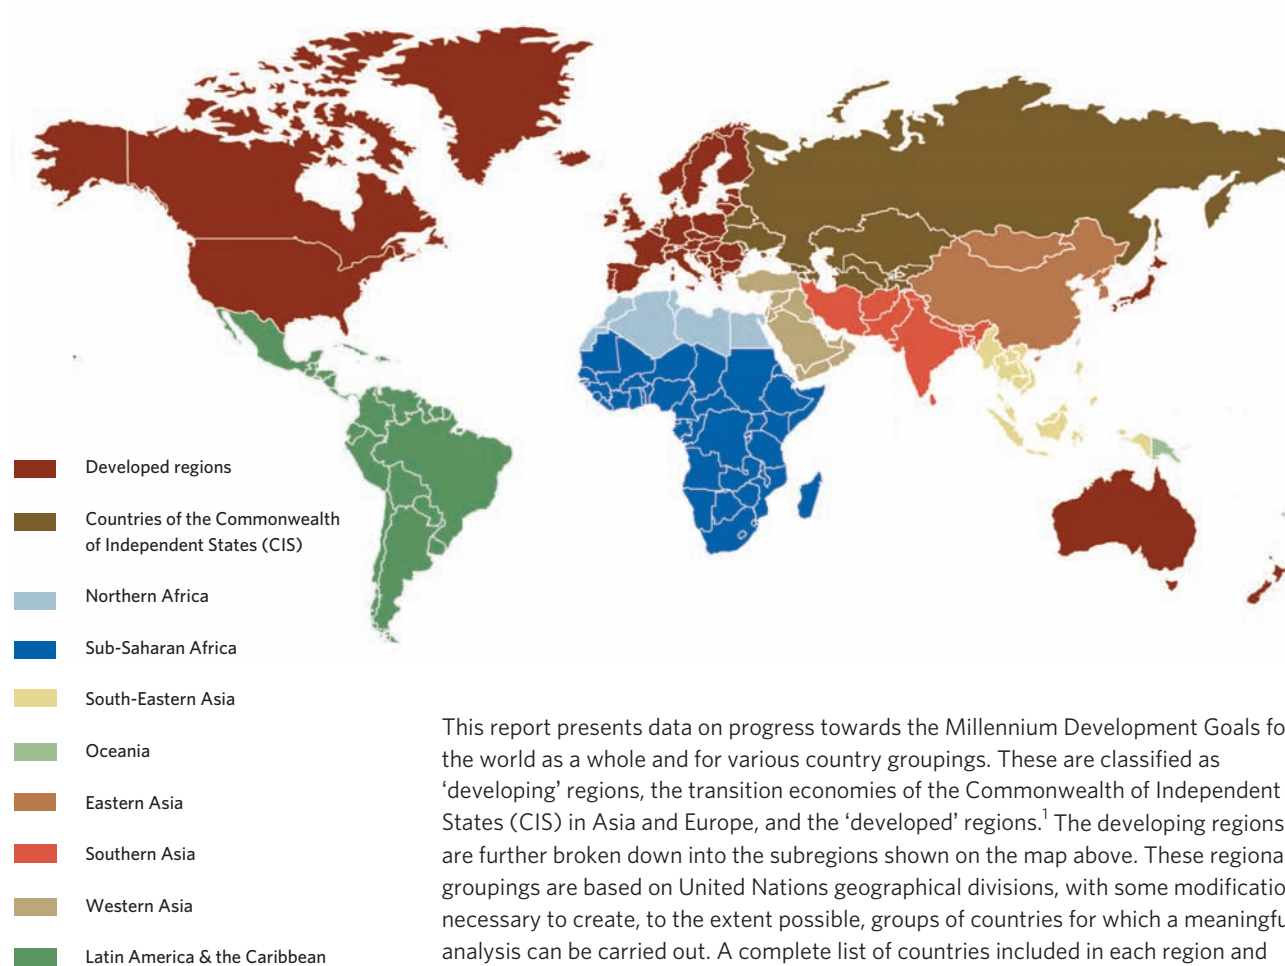 Developed regions
Countries of the Commonwealth
of Independent States (CIS)
Northern Africa
Sub-Saharan Africa
South-Eastern Asia
Oceania
Eastern Asia
Southern Asia
Western Asia
Latin America & the Caribbean
This report presents data on progress towards the Millennium Development Goals fo
the world as a whole and for various country groupings. These are classified as
‘developing’ regions, the transition economies of the Commonwealth of Independent
States (CIS) in Asia and Europe, and the ‘developed’ regions.1 The developing regions
are further broken down into the subregions shown on the map above. These regiona
groupings are based on United Nations geographical divisions, with some modificatio
necessary to create, to the extent possible, groups of countries for which a meaningfu
analysis can be carried out. A complete list of countries included in each region and